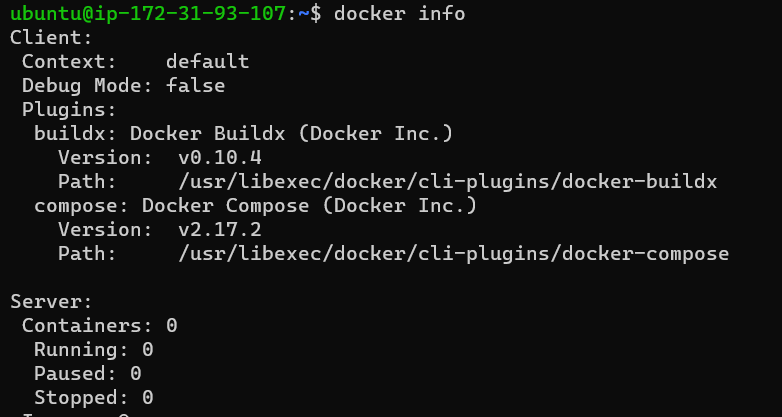 ubuntu@ip-172-31-93-107:~$ docker info
Client:
 Context:    default
 Debug Mode: false
 Plugins:
  buildx: Docker Buildx (Docker Inc.)
    Version:  v0.10.4
    Path:     /usr/libexec/docker/cli-plugins/docker-buildx
  compose: Docker Compose (Docker Inc.)
    Version:  v2.17.2
    Path:     /usr/libexec/docker/cli-plugins/docker-compose

Server:
 Containers: 0
  Running: 0
  Paused: 0
  Stopped: 0